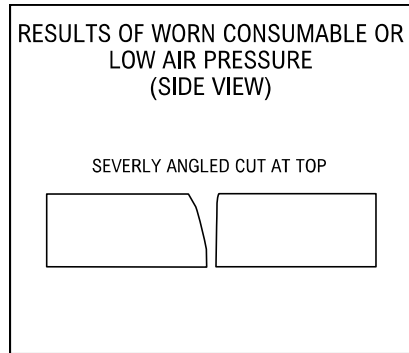 RESULTS OF WORN CONSUMABLE OR
LOW AIR PRESSURE
(SIDE VIEW)
SEVERLY ANGLED CUT AT TOP